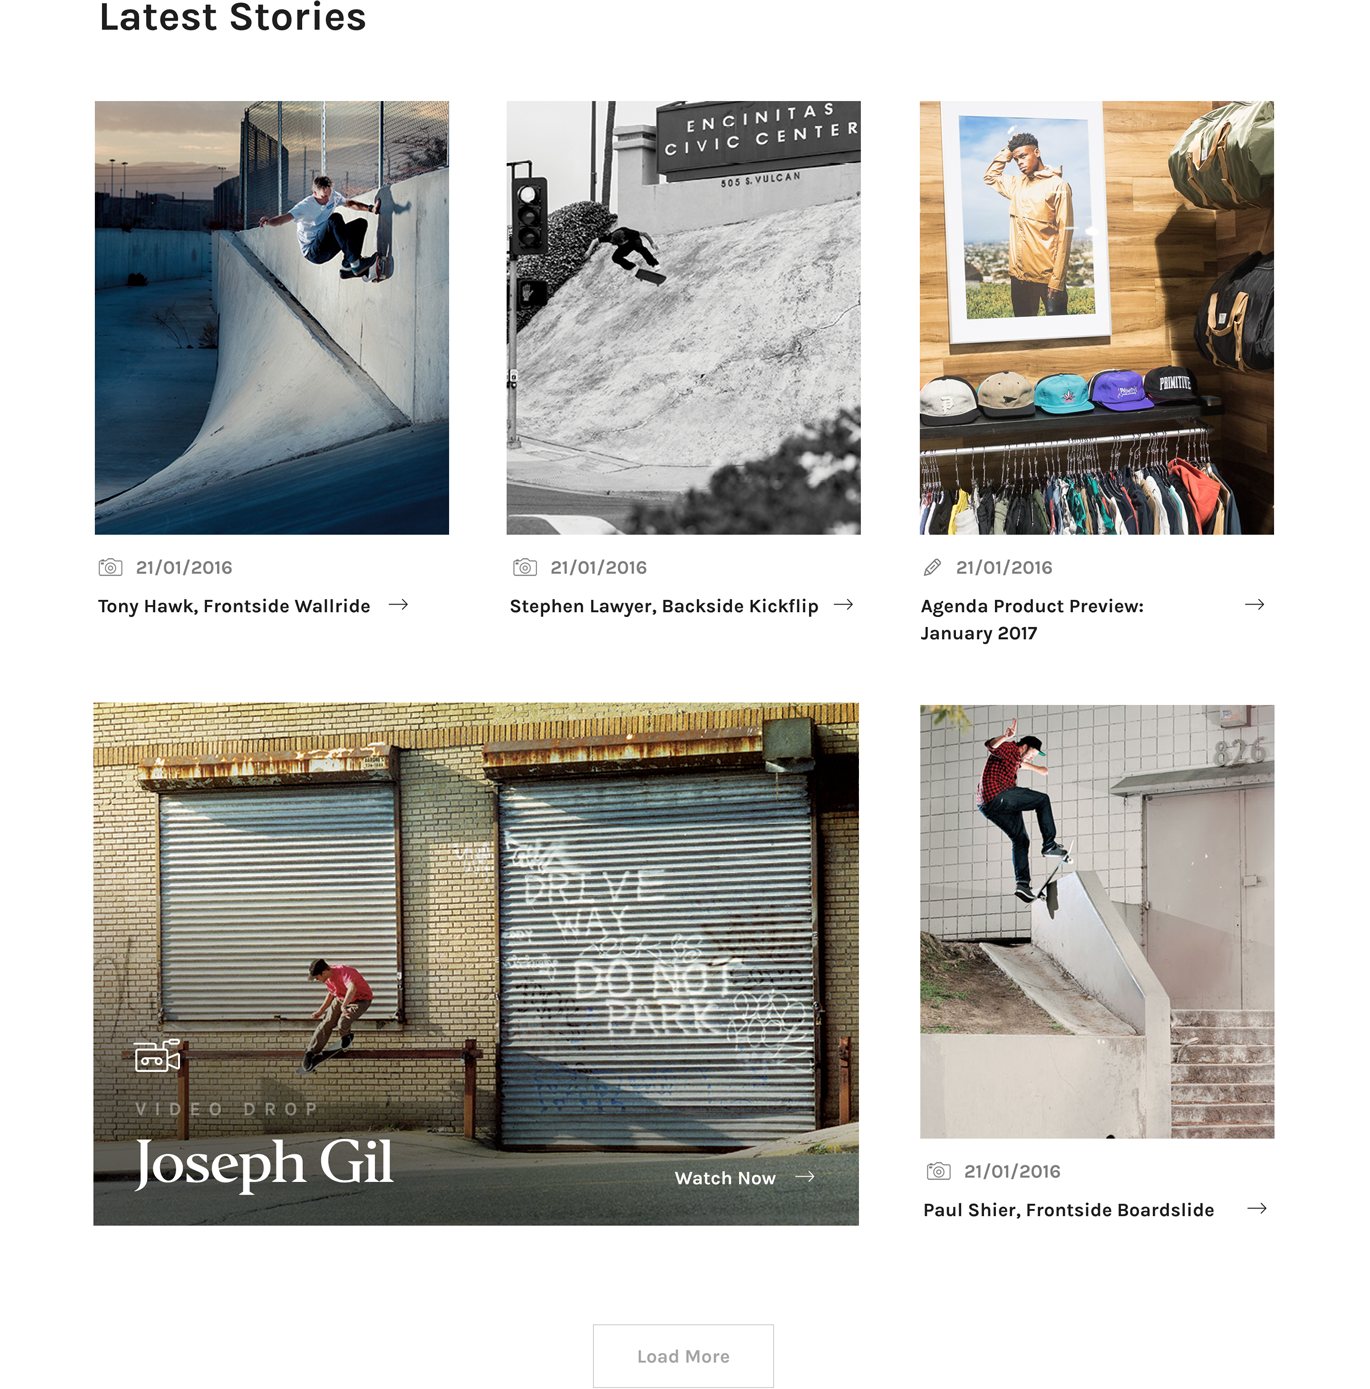 Latest Stories
ENCINITAS
CIVIC CENTER
505 S. VULCAN
PRIMITIVE
21/01/2016
Tony Hawk, Frontside Wallride
21/01/2016
Stephen Lawyer, Backside Kickflip
21/01/2016
Agenda Product Preview:
January 2017
826
DRIVE
WAY
DO NOT
PARK
VIDEO DROP
Joseph Gil
Watch Now
21/01/2016
Paul Shier, Frontside Boardslide
Load More